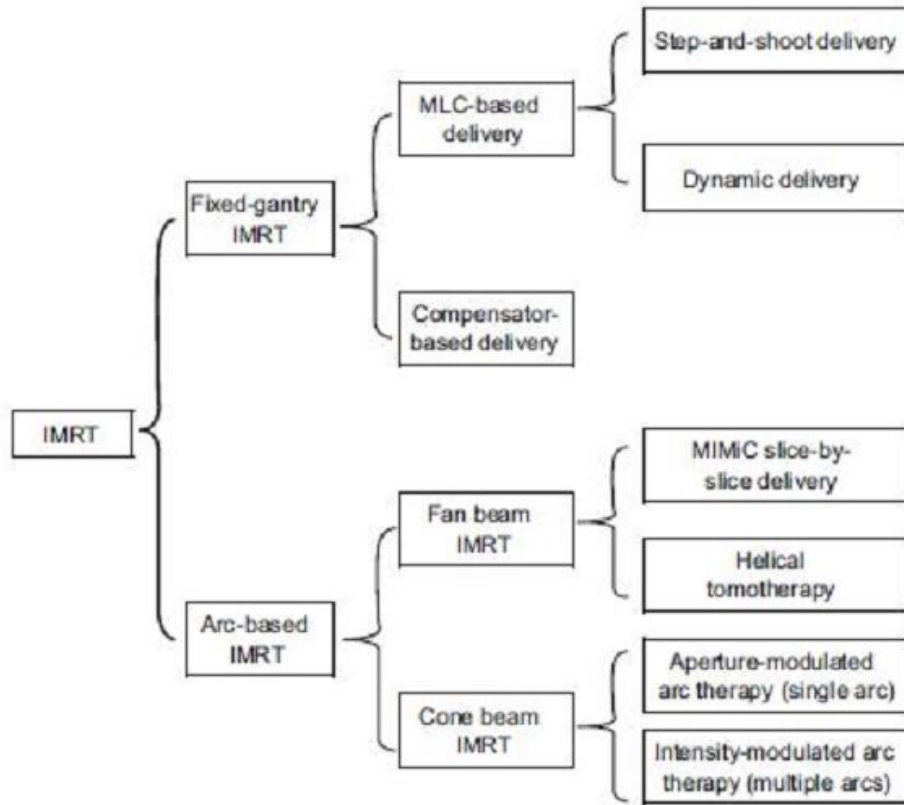 Step-and-shoot delivery
MLC-based
delivery
Dynamic delivery
Fixed-gantry
IMRT
Compensator-
based delivery
IMRT
MIMiC slice-by-
slice delivery
Fan beam
IMRT
Helical
tomotherapy
Arc-based
IMRT
Aperture-modulated
arc therapy (single arc)
Cone beam
IMRT
Intensity-modulated arc
therapy (multiple arcs)